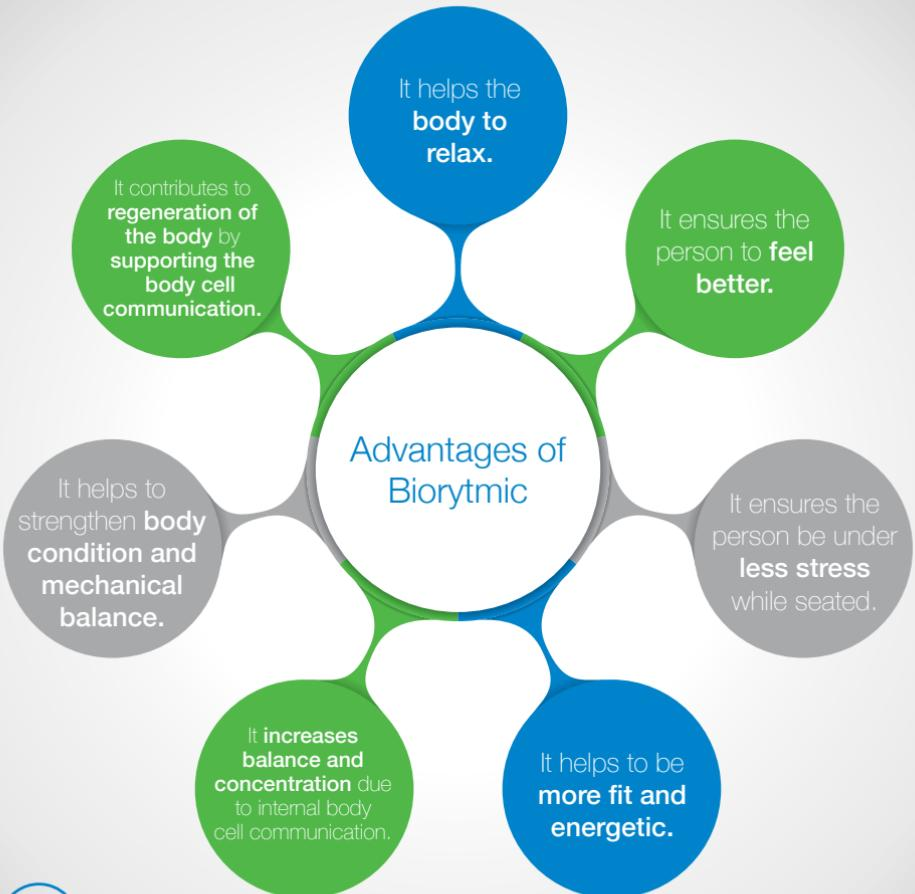 It helps the
body to
relax.
It contributes to
regeneration of
the body by
supporting the
body cell
communication.
It ensures the
person to feel
better.
Advantages of
Biorytmic
It helps to
strengthen body
condition and
mechanical
balance.
It ensures the
person be under
less stress
while seated.
It increases
balance and
concentration due
to internal body
cell communication.
It helps to be
more fit and
energetic.